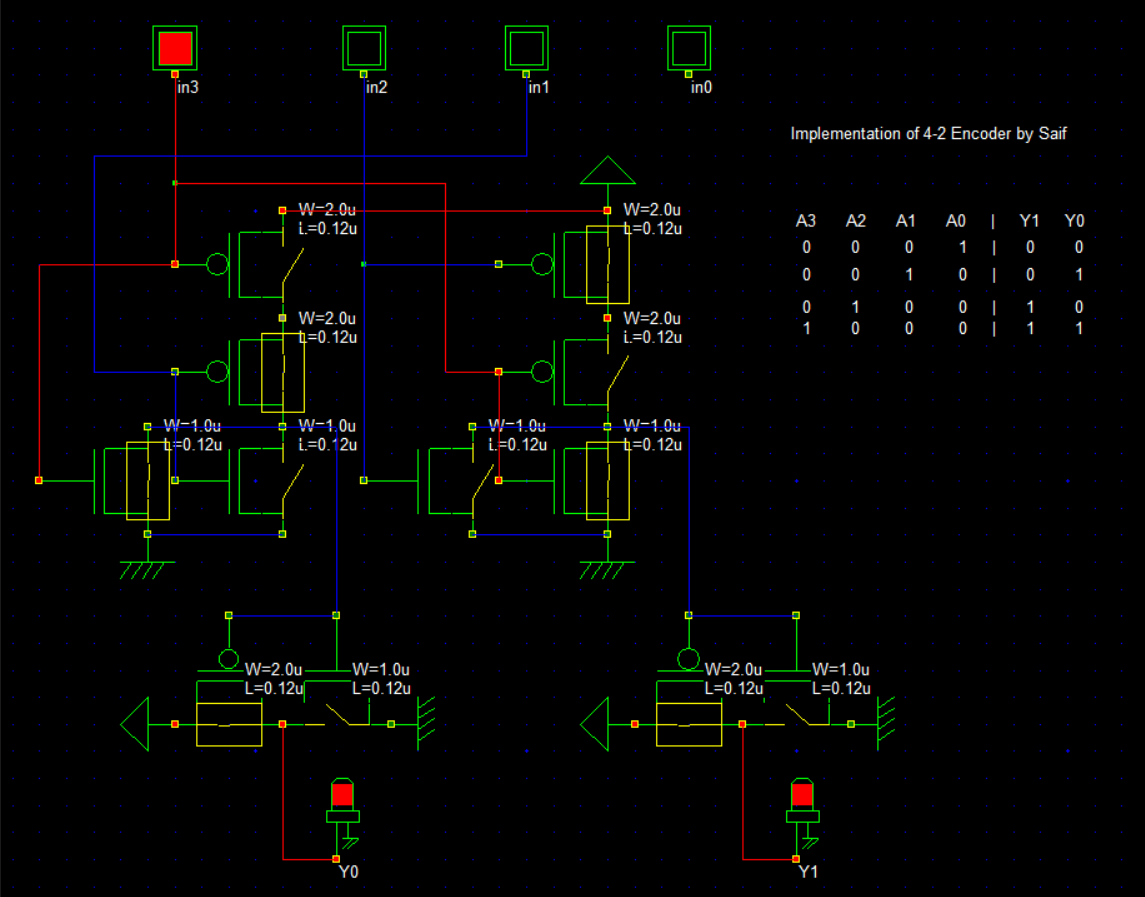 in3
in2
in1
in0
Implementation of 4-2 Encoder by Saif
A3 A2 A1 A0 | Y1 Y0
0 0 0 1 | 0 0
0 0 1 0 | 0 1
0 1 0 0 | 1 0
1 0 0 0 | 1 1
W=2.0u
L=0.12u
W=2.0u
L=0.12u
W=2.0u
L=0.12u
W=2.0u
L=0.12u
W=1.0u
L=0.12u
W=1.0u
L=0.12u
W=1.0u
L=0.12u
W=1.0u
L=0.12u
W=2.0u
L=0.12u
W=1.0u
L=0.12u
W=2.0u
L=0.12u
W=1.0u
L=0.12u
Y0
Y1